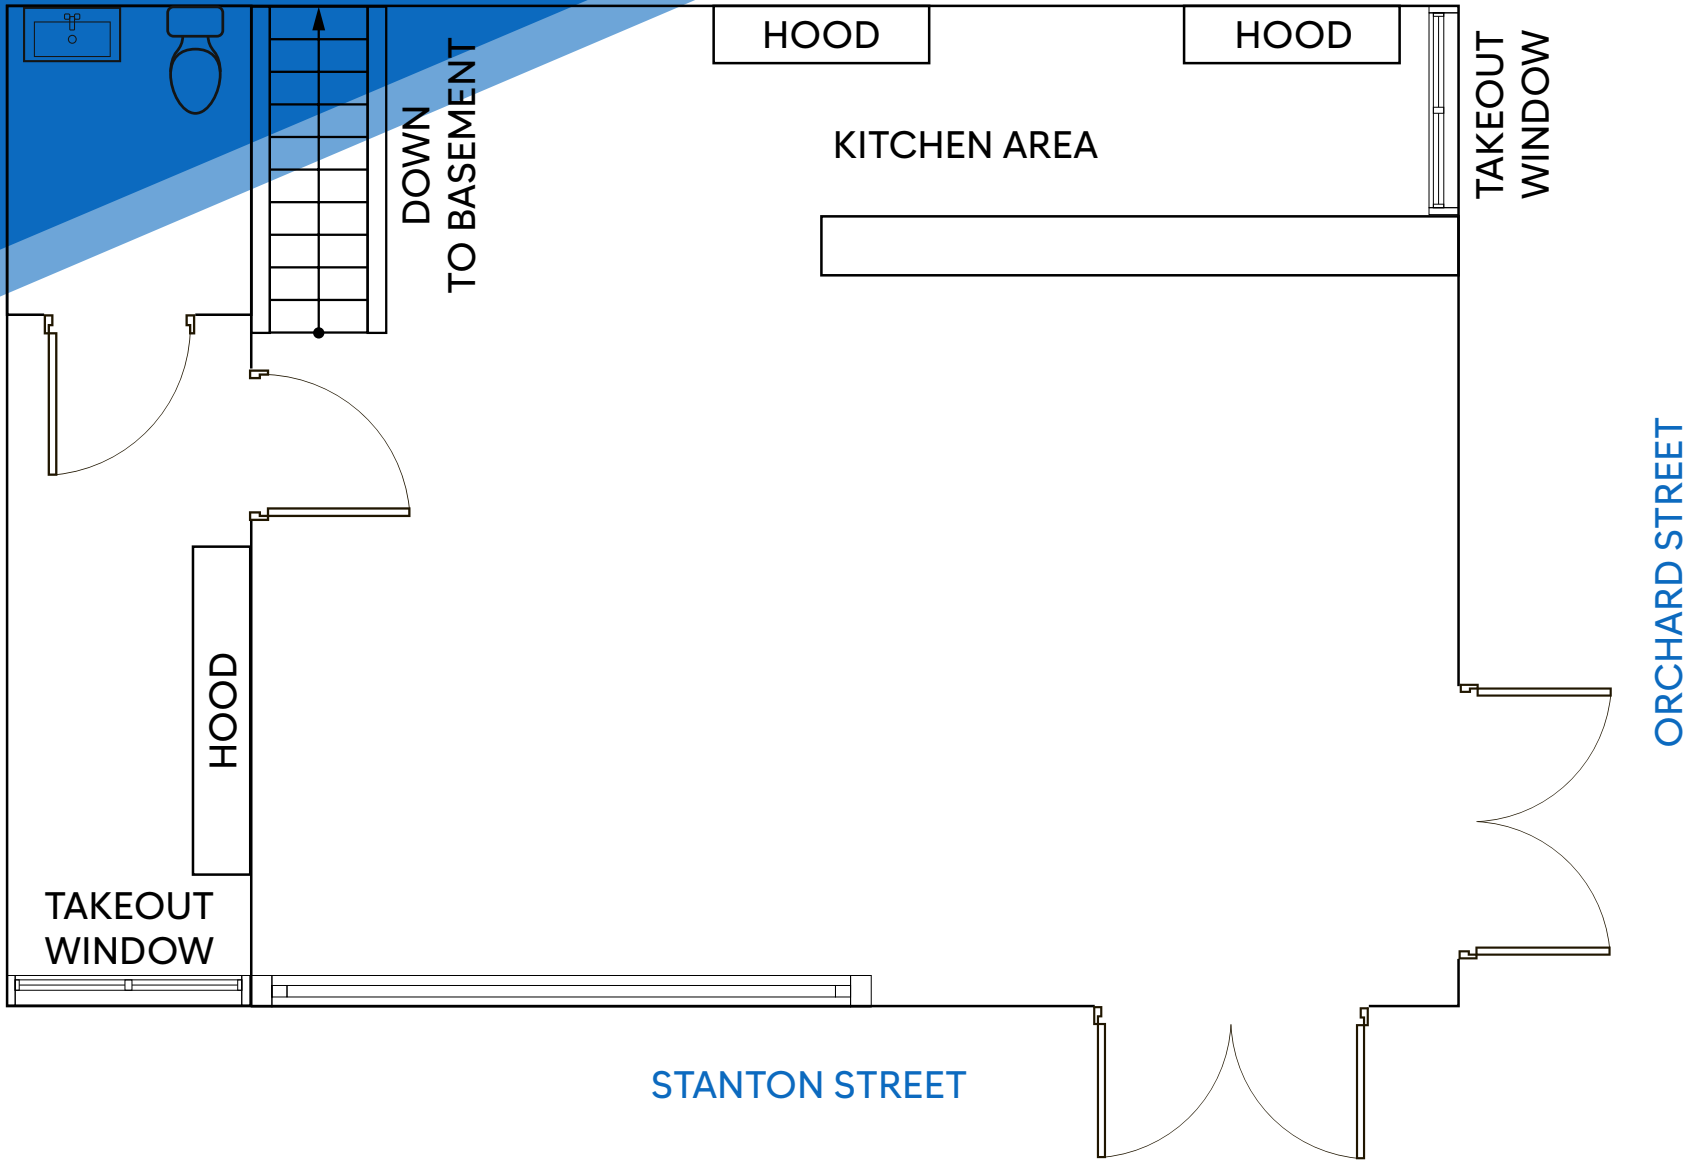 HOOD
HOOD
TAKEOUT
WINDOW
DOWN
TO BASEMENT
KITCHEN AREA
ORCHARD STREET
HOOD
TAKEOUT
WINDOW
STANTON STREET